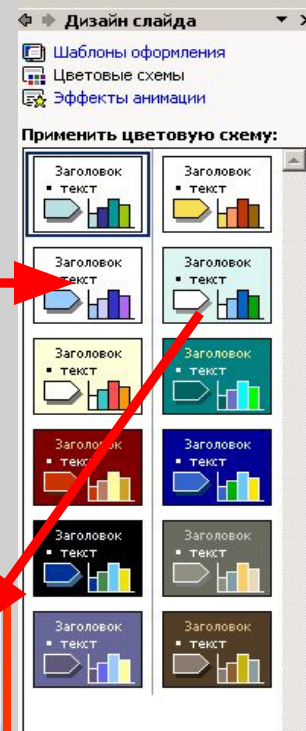 Дизайн слайда
Шаблоны оформления
Цветовые схемы
Эффекты анимации
Применить цветовую схему:
Заголовок
текст
Заголовок
текст
Заголовок
текст
Заголовок
текст
Заголовок
текст
Заголовок
текст
Заголовок
текст
Заголовок
текст
Заголовок
текст
Заголовок
текст
Заголовок
текст
Заголовок
текст